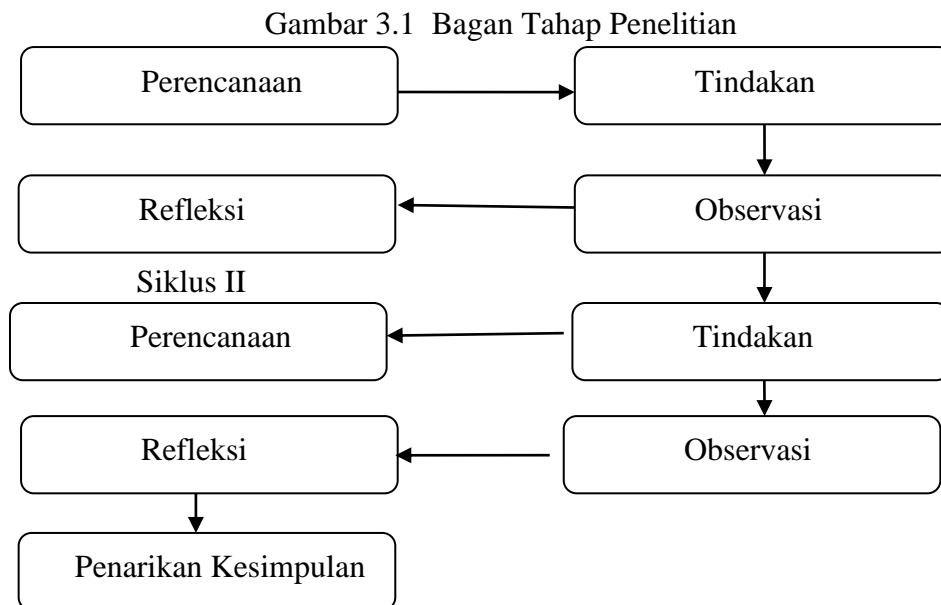 Gambar 3.1 Bagan Tahap Penelitian
Perencanaan
Tindakan
Refleksi
Observasi
Siklus II
Perencanaan
Tindakan
Refleksi
Observasi
Penarikan Kesimpulan